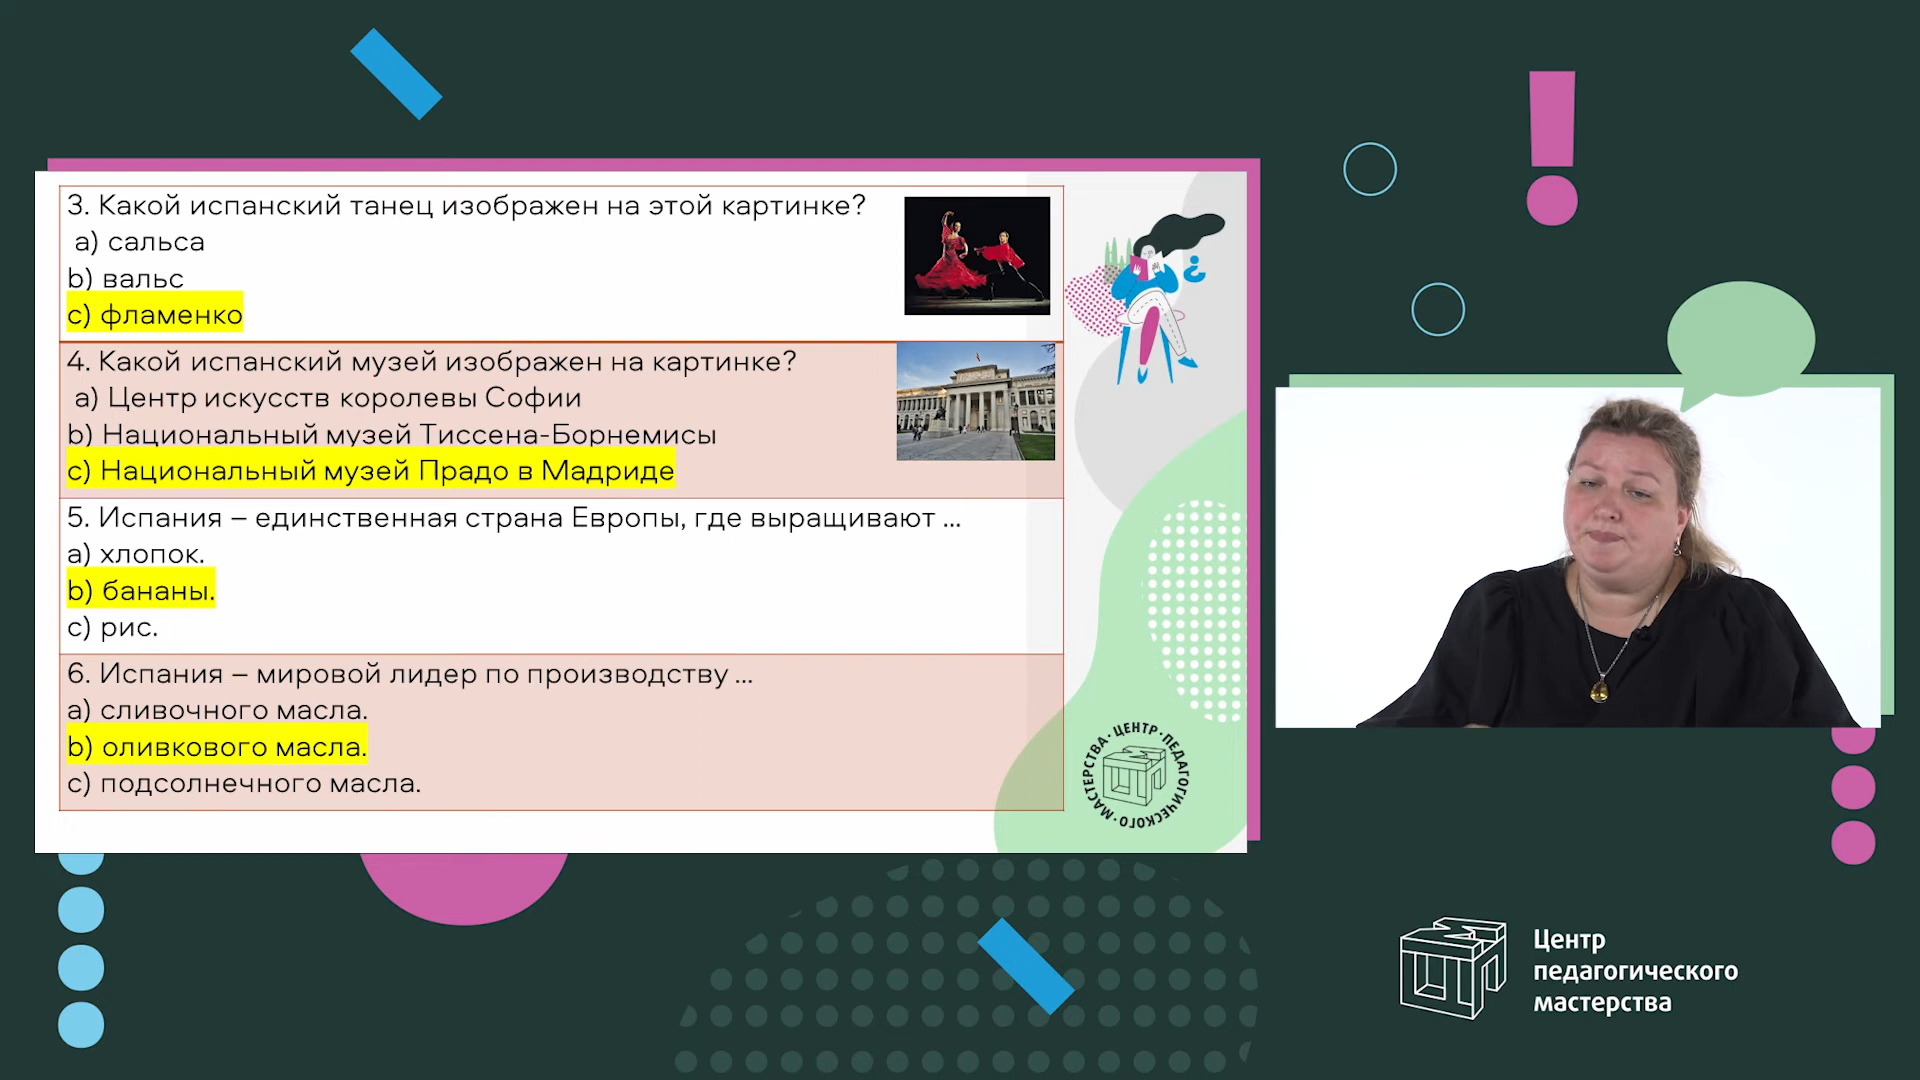 3. Какой испанский танец изображен на этой картинке?
a) сальса
b) вальс
c) фламенко
4. Какой испанский музей изображен на картинке?
a) Центр искусств королевы Софии
b) Национальный музей Тиссена-Борнемисы
c) Национальный музей Прадо в Мадриде
5. Испания – единственная страна Европы, где выращивают ...
a) хлопок.
b) бананы.
c) рис.
6. Испания – мировой лидер по производству ...
a) сливочного масла.
b) оливкового масла.
c) подсолнечного масла.
ЦЕНТР · ПЕДАГОГИЧЕСКОГО · МАСТЕРСТВА ·
Центр
педагогического
мастерства